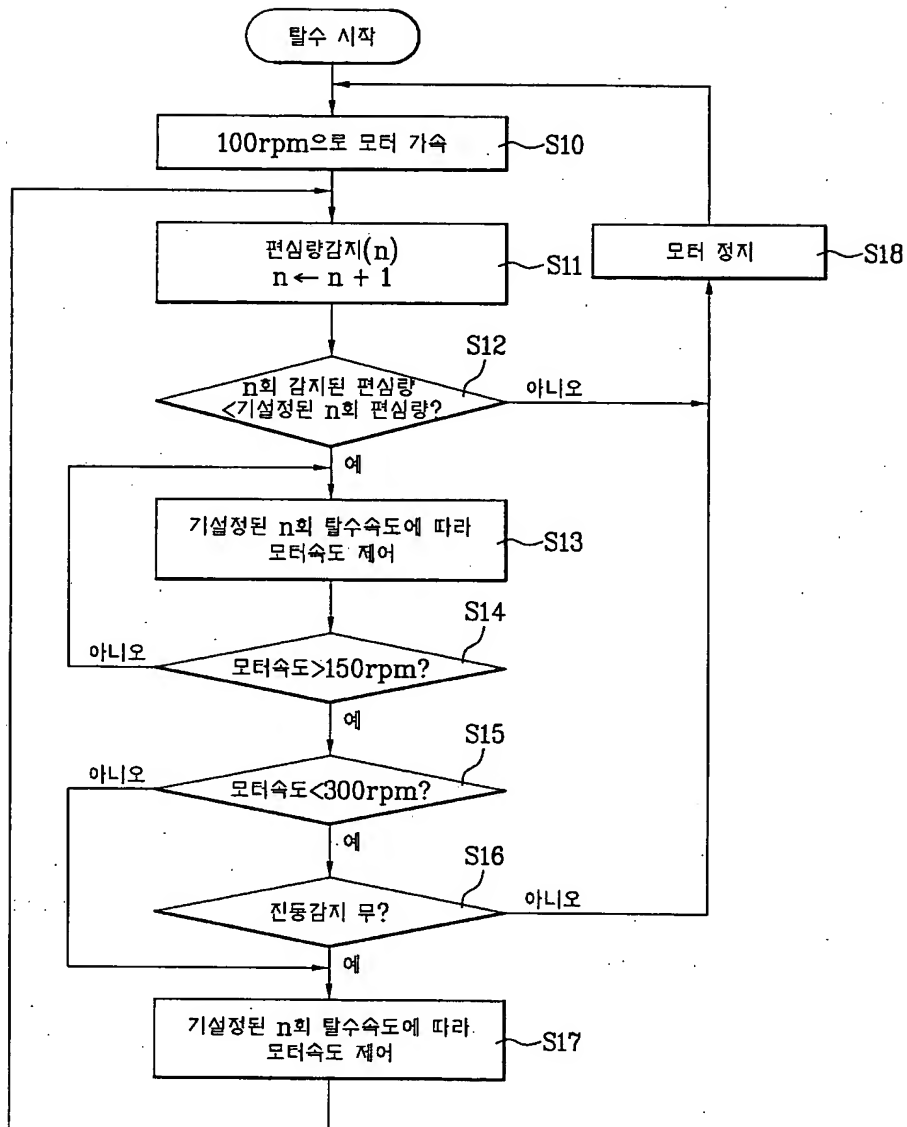 탈수 시작
100rpm으로 모터 가속
S10
편심량감지(n)
n ← n + 1
S11
모터 정지
S18
S12
n회 감지된 편심량
<기설정된 n회 편심량?
아니오
예
기설정된 n회 탈수속도에 따라
모터속도 제어
S13
S14
아니오
모터속도>150rpm?
예
S15
아니오
모터속도<300rpm?
예
S16
진동감지 무?
아니오
예
기설정된 n회 탈수속도에 따라
모터속도 제어
S17